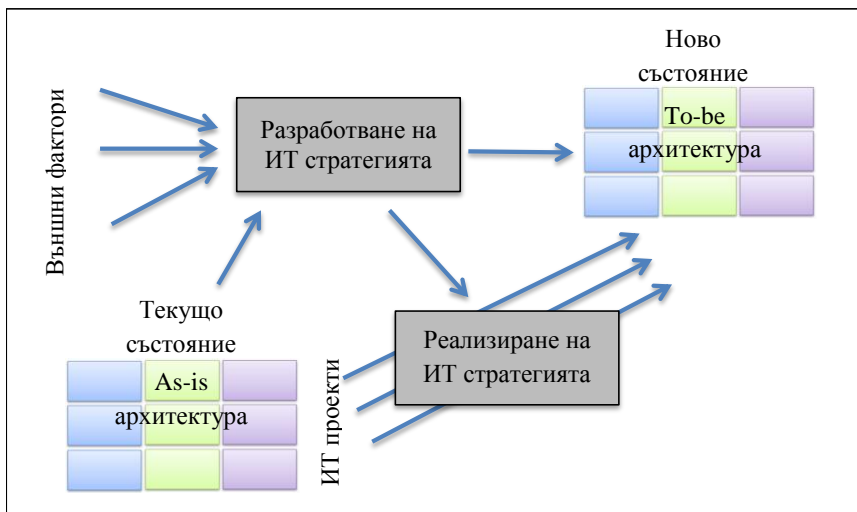 Ново
състояние
To-be
архитектура
Външни фактори
Разработване на
ИТ стратегията
Текущо
състояние
As-is
архитектура
ИТ проекти
Реализиране на
ИТ стратегията